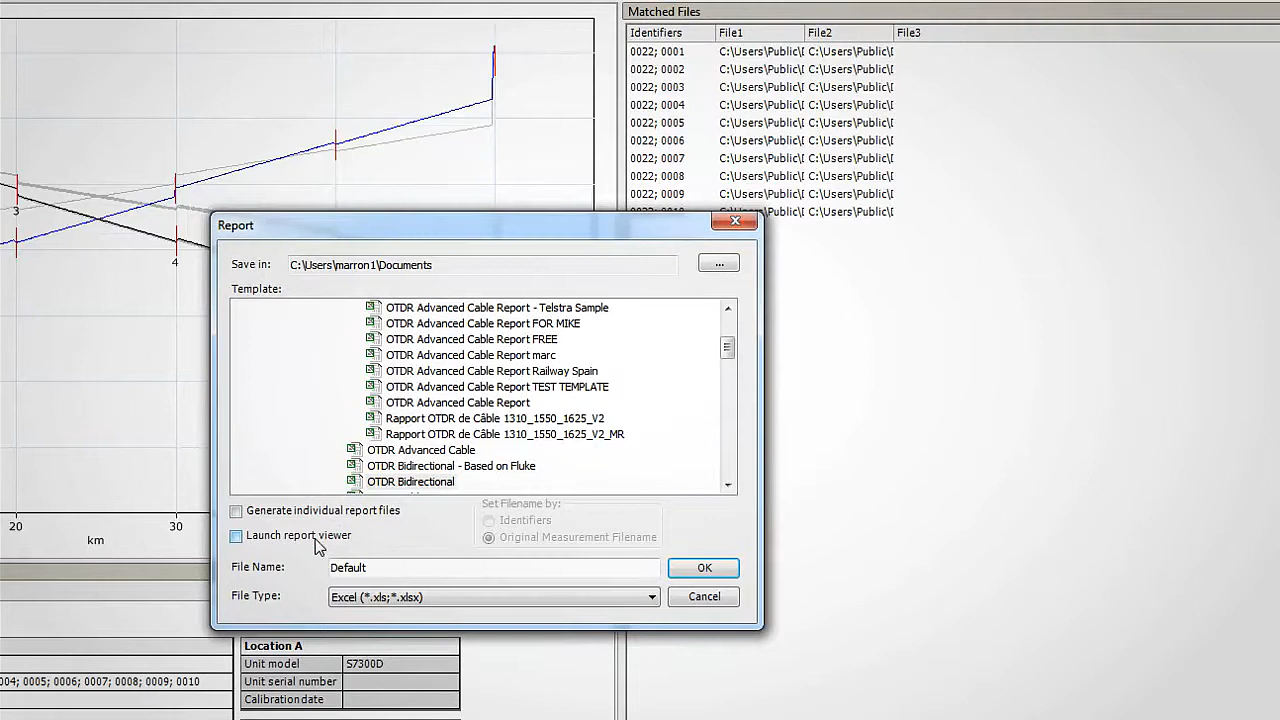 Matched Files
Identifiers File1 File2 File3
0022; 0001 C:\Users\Public\[ C:\Users\Public\[
0022; 0002 C:\Users\Public\[ C:\Users\Public\[
0022; 0003 C:\Users\Public\[ C:\Users\Public\[
0022; 0004 C:\Users\Public\[ C:\Users\Public\[
0022; 0005 C:\Users\Public\[ C:\Users\Public\[
0022; 0006 C:\Users\Public\[ C:\Users\Public\[
0022; 0007 C:\Users\Public\[ C:\Users\Public\[
0022; 0008 C:\Users\Public\[ C:\Users\Public\[
0022; 0009 C:\Users\Public\[ C:\Users\Public\[
C:\Users\Public\[ C:\Users\Public\[
3
4
20 30
km
Report
Save in: C:\Users\marron1\Documents ...
Template:
OTDR Advanced Cable Report - Telstra Sample
OTDR Advanced Cable Report FOR MIKE
OTDR Advanced Cable Report FREE
OTDR Advanced Cable Report marc
OTDR Advanced Cable Report Railway Spain
OTDR Advanced Cable Report TEST TEMPLATE
OTDR Advanced Cable Report
Rapport OTDR de Câble 1310_1550_1625_V2
Rapport OTDR de Câble 1310_1550_1625_V2_MR
OTDR Advanced Cable
OTDR Bidirectional - Based on Fluke
OTDR Bidirectional
Generate individual report files
Launch report viewer
Set Filename by:
Identifiers
Original Measurement Filename
File Name: Default OK
File Type: Excel (*.xls;*.xlsx) Cancel
Location A
Unit model S7300D
004; 0005; 0006; 0007; 0008; 0009; 0010 Unit serial number
Calibration date